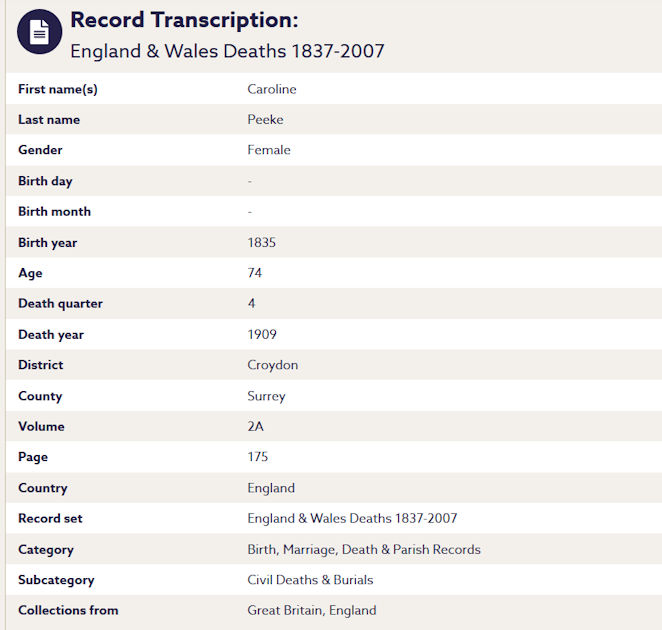 Record Transcription:
England & Wales Deaths 1837-2007
First name(s) Caroline
Last name Peeke
Gender Female
Birth day -
Birth month -
Birth year 1835
Age 74
Death quarter 4
Death year 1909
District Croydon
County Surrey
Volume 2A
Page 175
Country England
Record set England & Wales Deaths 1837-2007
Category Birth, Marriage, Death & Parish Records
Subcategory Civil Deaths & Burials
Collections from Great Britain, England